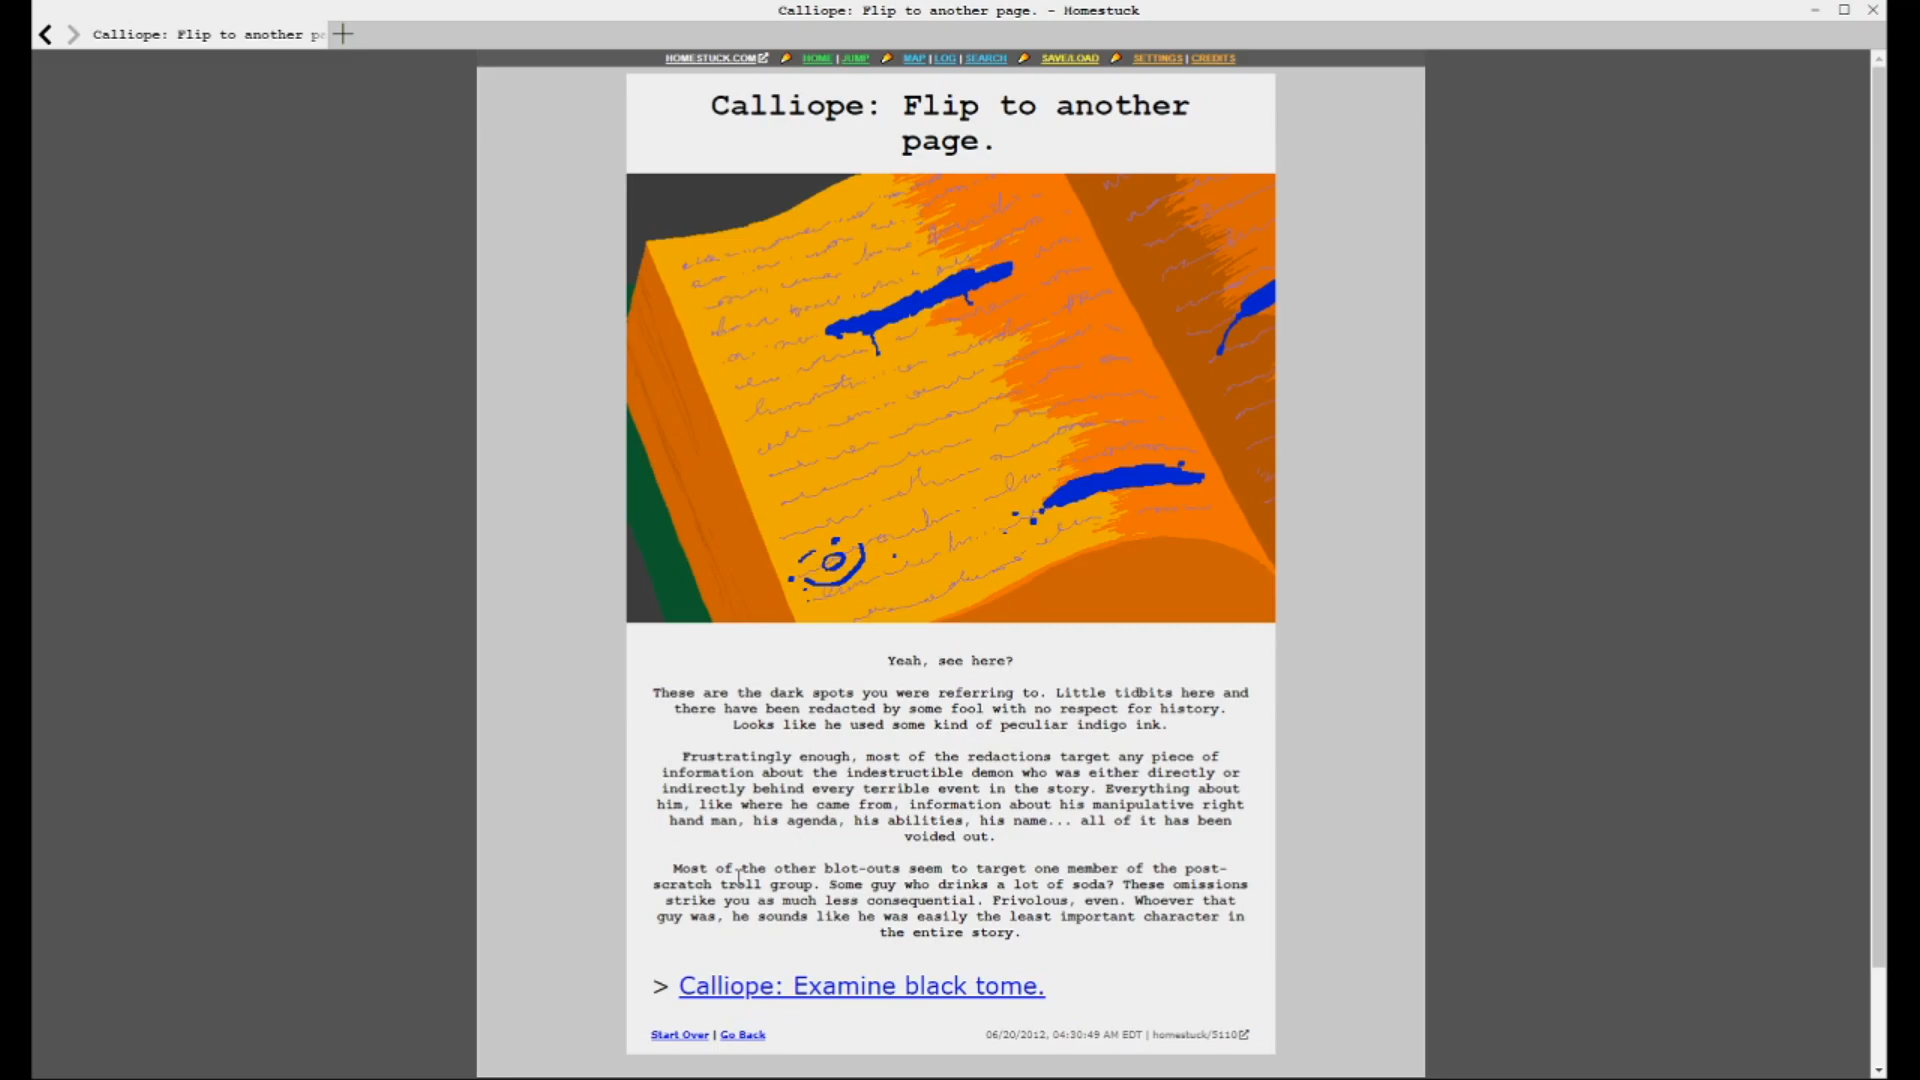 Calliope: Flip to another page. - Homestuck
Calliope: Flip to another p
HOMESTUCK.COM HOME | JUMP MAP | LOG | SEARCH SAVE/LOAD SETTINGS | CREDITS
Calliope: Flip to another
page.
Yeah, see here?
These are the dark spots you were referring to. Little tidbits here and
there have been redacted by some fool with no respect for history.
Looks like he used some kind of peculiar indigo ink.
Frustratingly enough, most of the redactions target any piece of
information about the indestructible demon who was either directly or
indirectly behind every terrible event in the story. Everything about
him, like where he came from, information about his manipulative right
hand man, his agenda, his abilities, his name... all of it has been
voided out.
Most of the other blot-outs seem to target one member of the post-
scratch troll group. Some guy who drinks a lot of soda? These omissions
strike you as much less consequential. Frivolous, even. Whoever that
guy was, he sounds like he was easily the least important character in
the entire story.
> Calliope: Examine black tome.
Start Over | Go Back 06/20/2012, 04:30:49 AM EDT | homestuck/5110